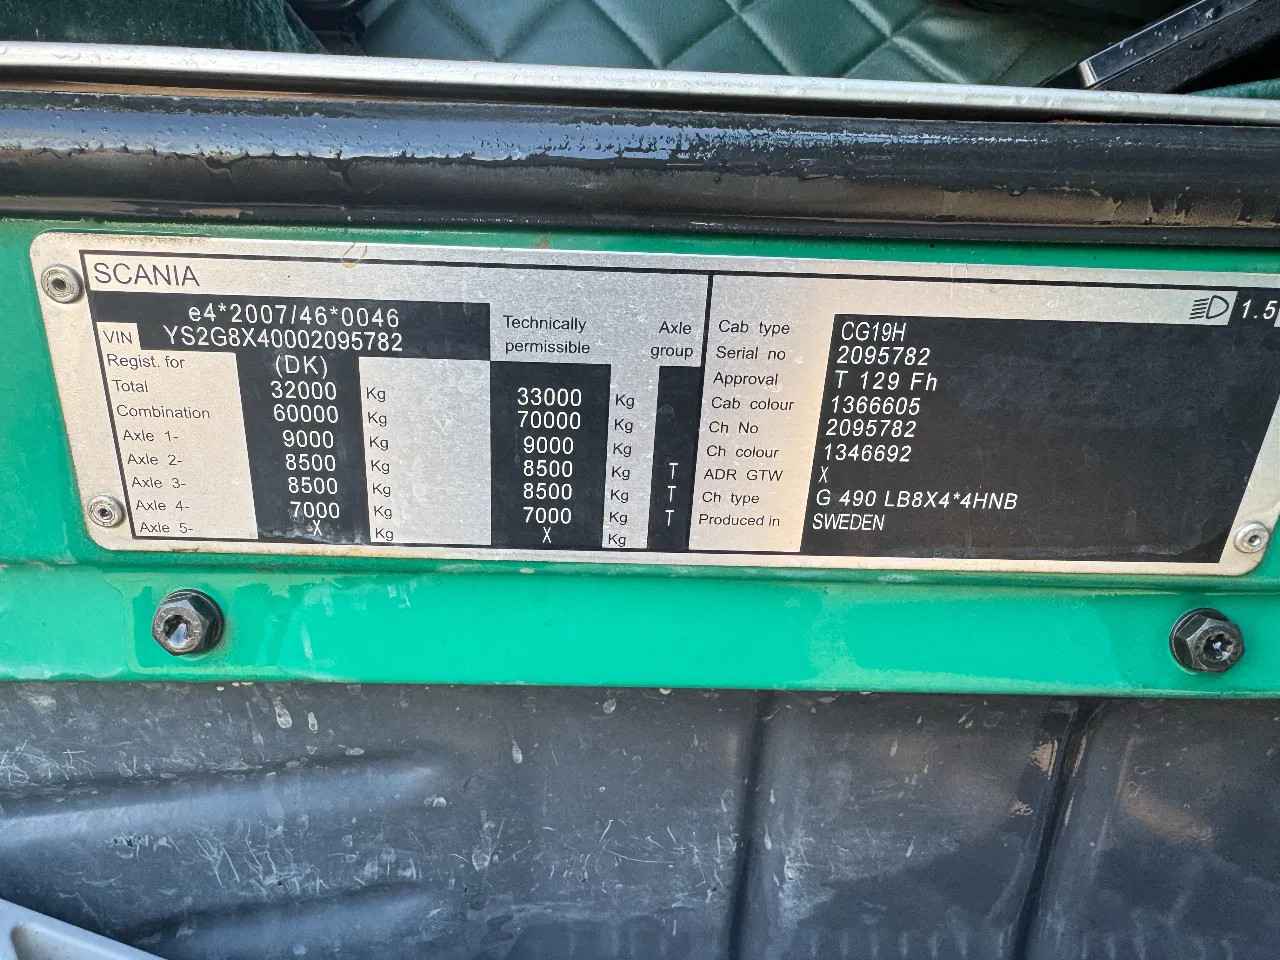 SCANIA
e4*2007/46*0046
VIN YS2G8X40002095782
Regist. for (DK)
Technically permissible
Axle group
Total 32000 Kg 33000 Kg
Combination 60000 Kg 70000 Kg
Axle 1- 9000 Kg 9000 Kg
Axle 2- 8500 Kg 8500 Kg T
Axle 3- 8500 Kg 8500 Kg T
Axle 4- 7000 Kg 7000 Kg T
Axle 5- X Kg X Kg
1.5
Cab type CG19H
Serial no 2095782
Approval T 129 Fh
Cab colour 1366605
Ch No 2095782
Ch colour 1346692
ADR GTW X
Ch type G 490 LB8X4*4HNB
Produced in SWEDEN